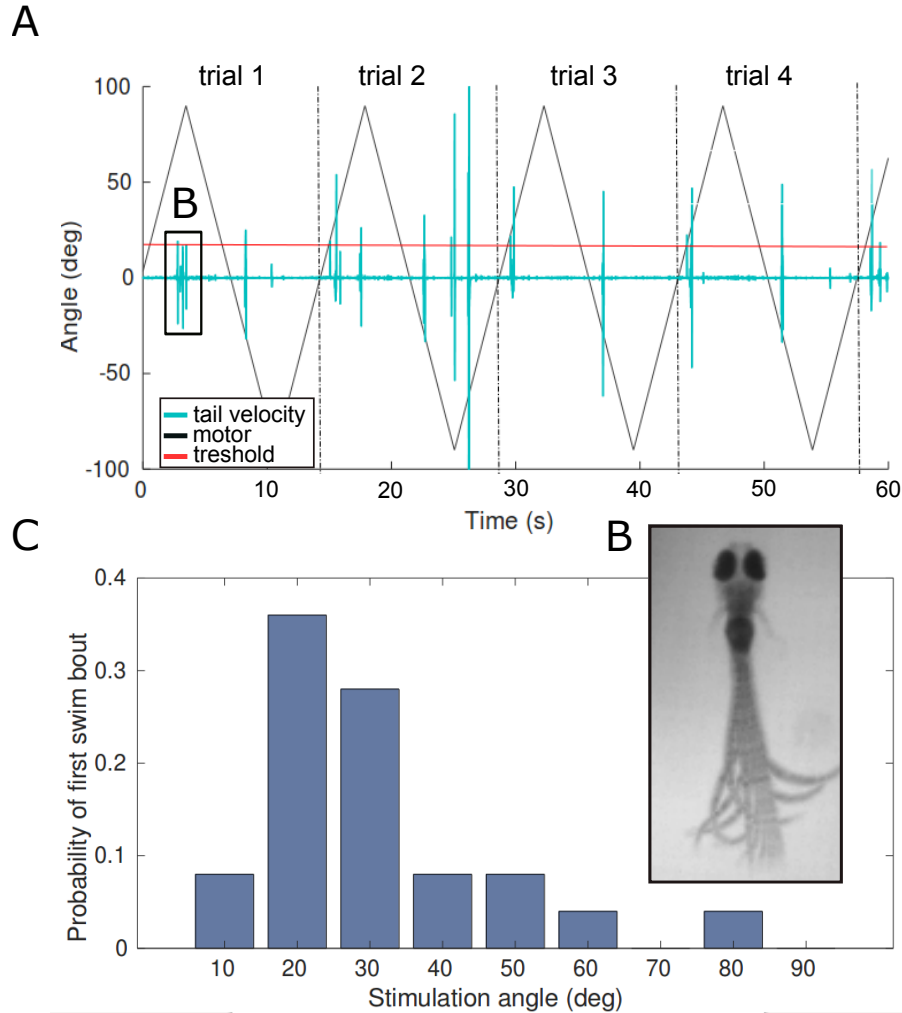 A
trial 1 trial 2 trial 3 trial 4
100
50
0
-50
-100
Angle (deg)
B
tail velocity
motor
treshold
0 10 20 30 40 50 60
Time (s)
C
B
0.4
0.3
0.2
0.1
0
Probability of first swim bout
10 20 30 40 50 60 70 80 90
Stimulation angle (deg)